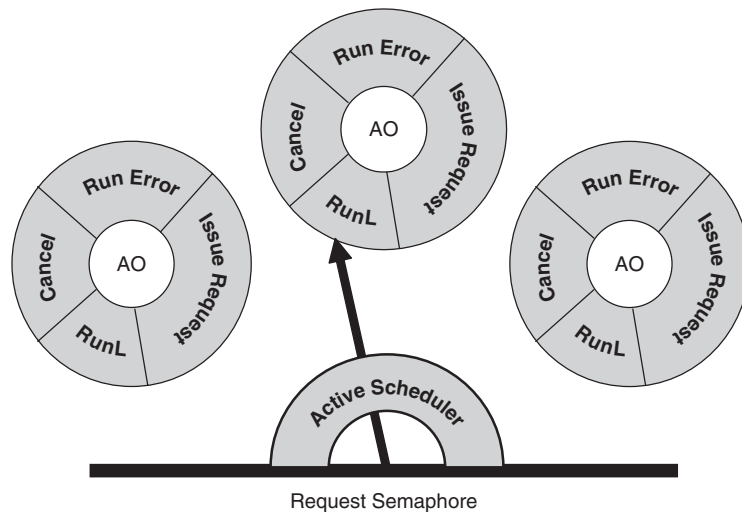 Run Error
Cancel
AO
Issue Request
RunL
Run Error
Cancel
AO
Issue Request
RunL
Run Error
Cancel
AO
Issue Request
RunL
Active Scheduler
Request Semaphore